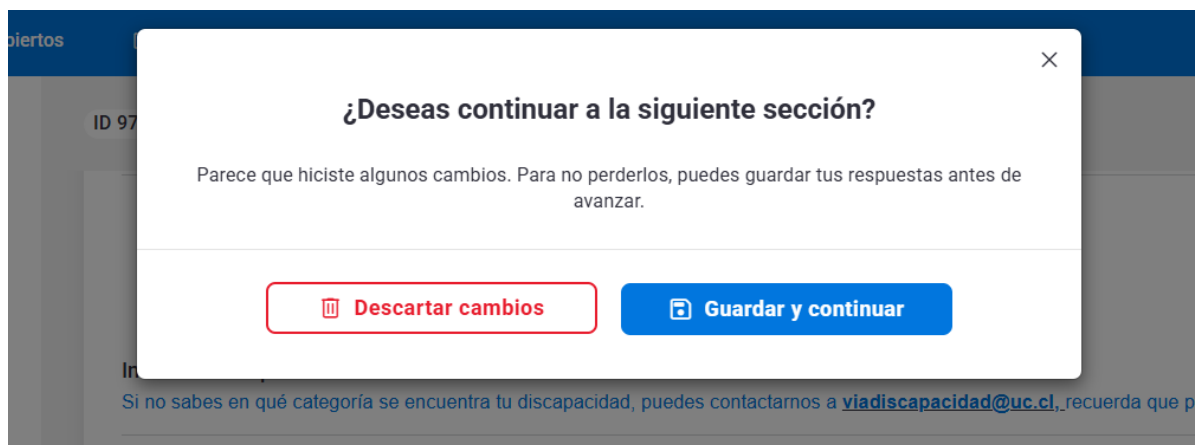 ID 97
¿Deseas continuar a la siguiente sección?
Parece que hiciste algunos cambios. Para no perderlos, puedes guardar tus respuestas antes de
avanzar.
Descartar cambios
Guardar y continuar
Si no sabes en qué categoría se encuentra tu discapacidad, puedes contactarnos a viadiscapacidad@uc.cl, recuerda que p